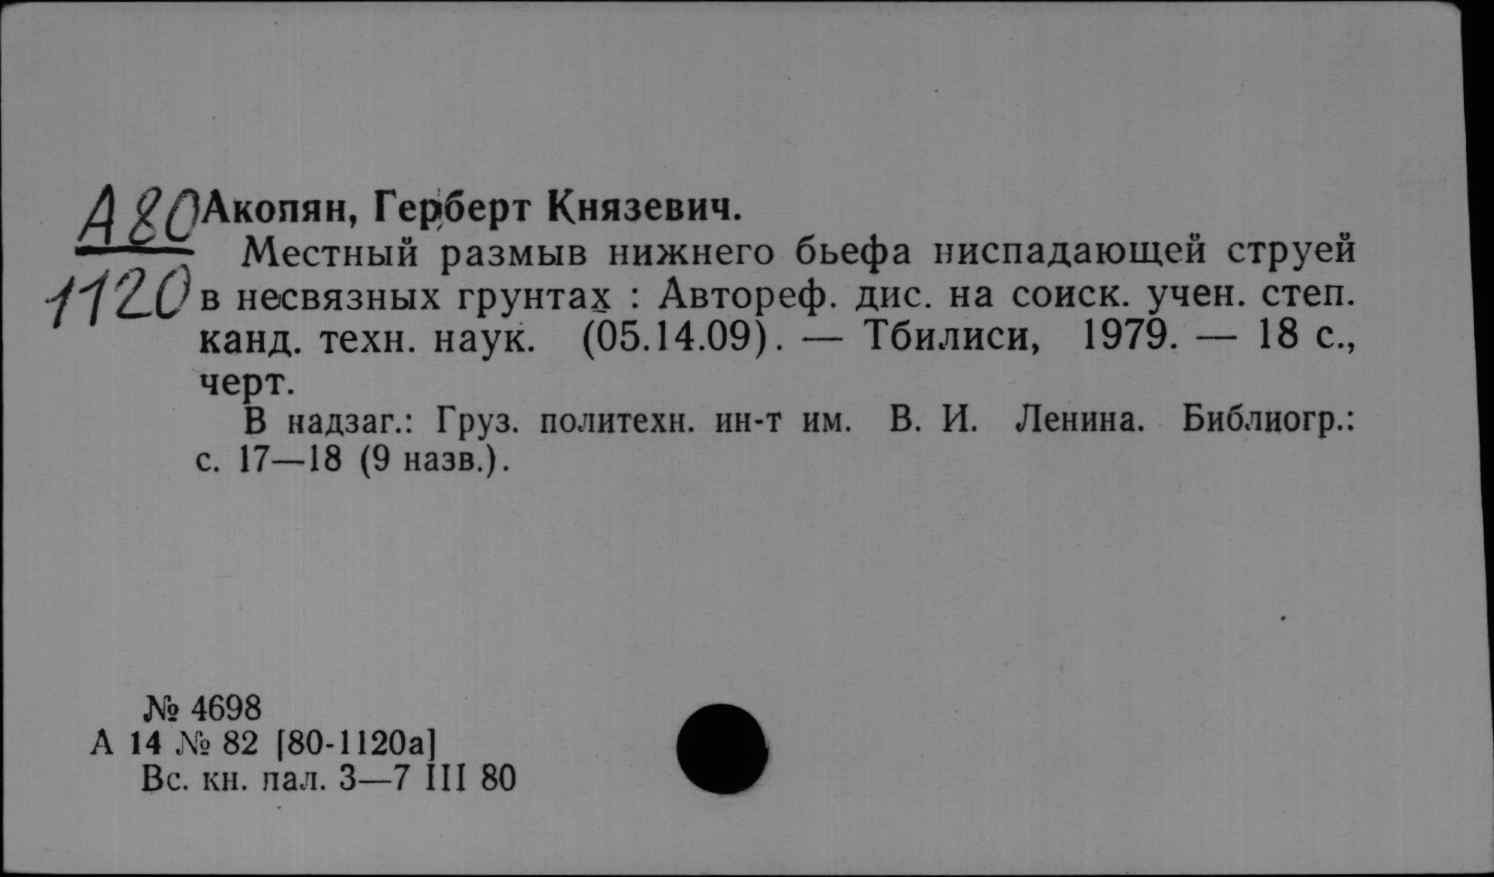 А80
1120
Акопян, Герберт Князевич.
Местный размыв нижнего бьефа ниспадающей струей
в несвязных грунтах : Автореф. дис. на соиск. учен. степ.
канд. техн. наук. (05.14.09). — Тбилиси, 1979. — 18 с.,
черт.
В надзаг.: Груз. политехн. ин-т им. В. И. Ленина. Библиогр.:
с. 17—18 (9 назв.).
№ 4698
А 14 № 82 [80-1120а]
Вс. кн. пал. 3—7 III 80